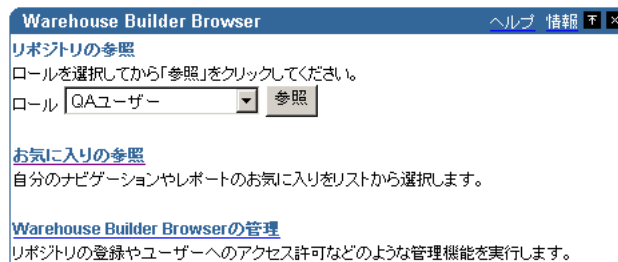 Warehouse Builder Browser ヘルプ 情報
リポジトリの参照
ロールを選択してから「参照」をクリックしてください。
ロール QAユーザー 参照
お気に入りの参照
自分のナビゲーションやレポートのお気に入りをリストから選択します。
Warehouse Builder Browserの管理
リポジトリの登録やユーザーへのアクセス許可などのような管理機能を実行します。